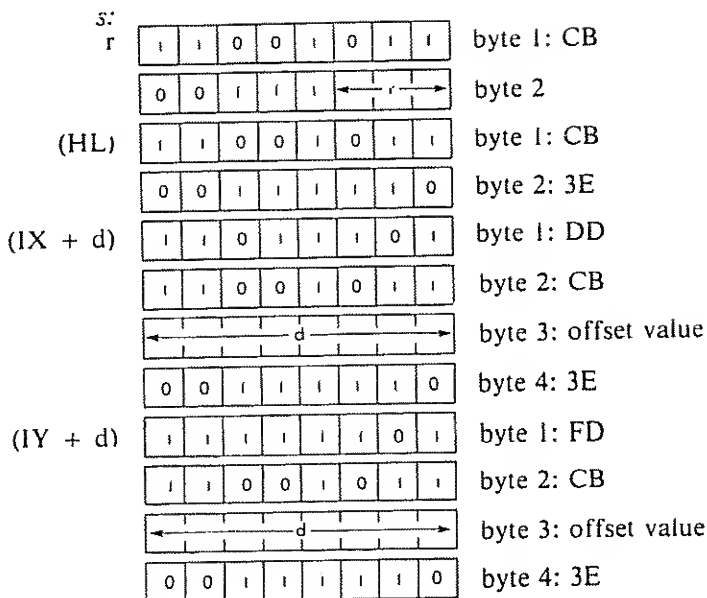 s:
r 1 1 0 0 1 0 1 1 byte 1: CB
0 0 1 1 1 r byte 2
(HL) 1 1 0 0 1 0 1 1 byte 1: CB
0 0 1 1 1 1 1 0 byte 2: 3E
(IX + d) 1 1 0 1 1 1 0 1 byte 1: DD
1 1 0 0 1 0 1 1 byte 2: CB
d byte 3: offset value
0 0 1 1 1 1 1 0 byte 4: 3E
(IY + d) 1 1 1 1 1 1 0 1 byte 1: FD
1 1 0 0 1 0 1 1 byte 2: CB
d byte 3: offset value
0 0 1 1 1 1 1 0 byte 4: 3E